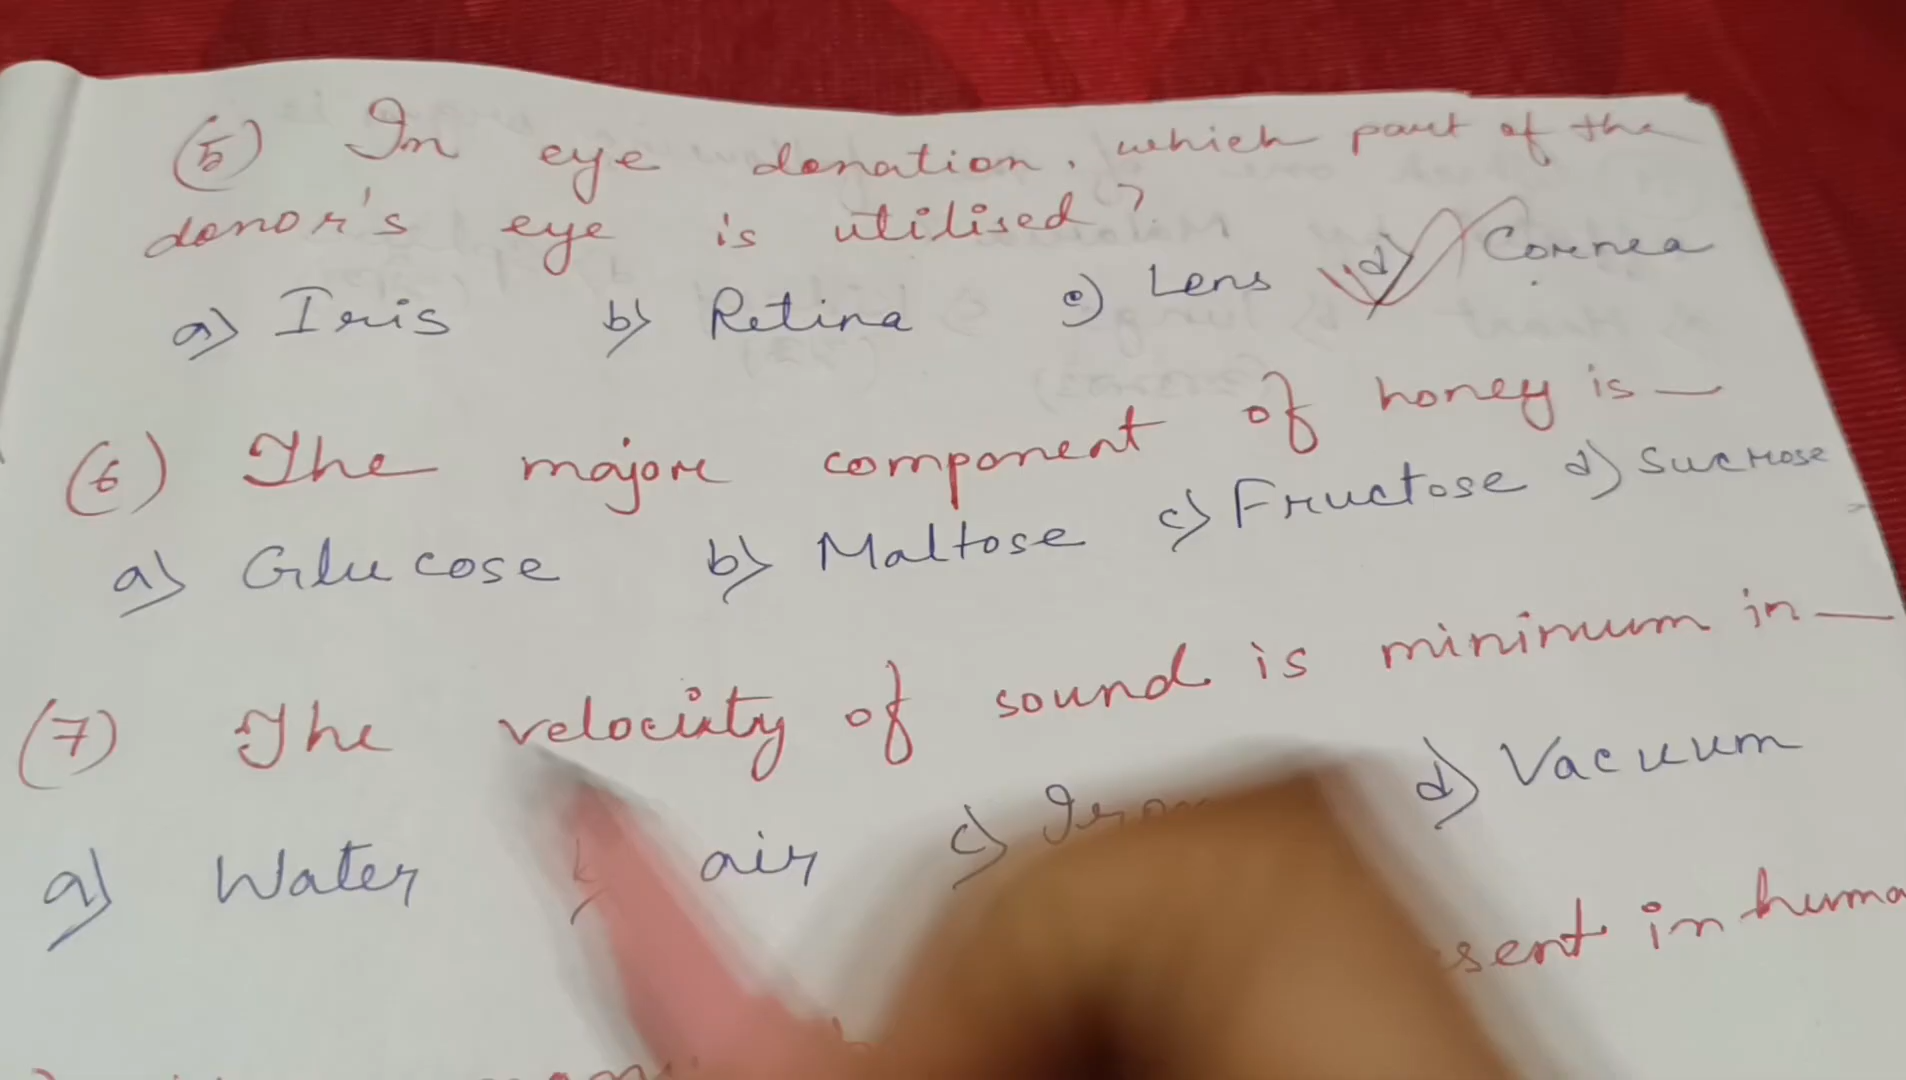 (5) In eye donation, which part of the
donor's eye is utilised?
a) Iris b) Retina c) Lens d) Cornea
(6) The major component of honey is —
a) Glucose b) Maltose c) Fructose d) Sucrose
(7) The velocity of sound is minimum in —
a) Water b) air c) d) Vacuum
in